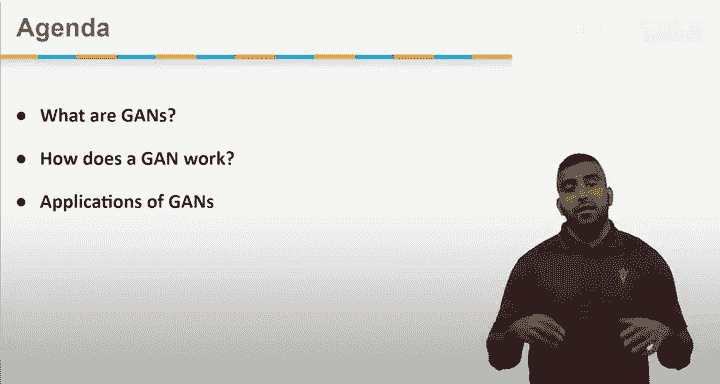 Agenda
● What are GANs?
● How does a GAN work?
● Applications of GANs